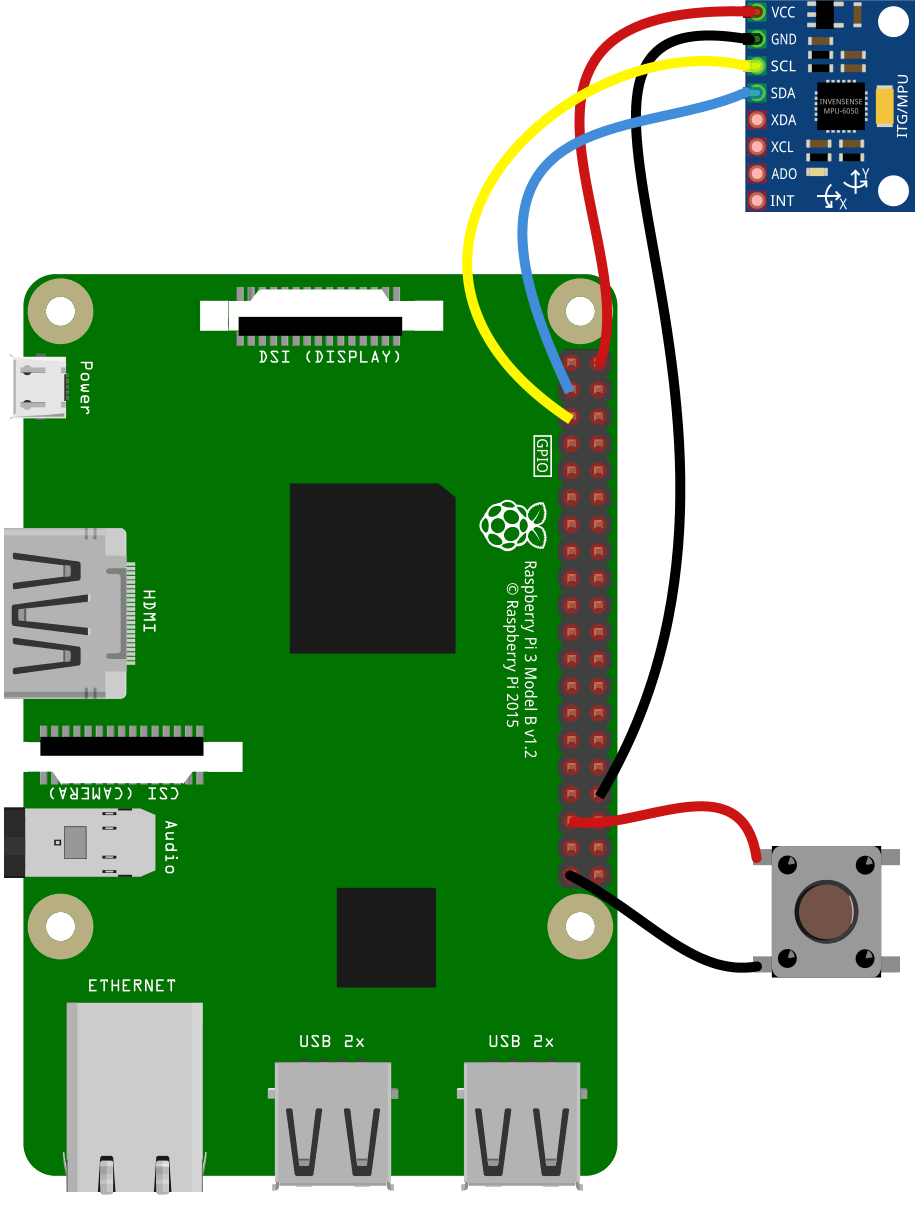 VCC
GND
SCL
SDA
XDA
XCL
ADO
INT
INVENSENSE
MPU-6050
ITG/MPU
Y
X
DSI (DISPLAY)
Power
GPIO
Raspberry Pi 3 Model B v1.2
© Raspberry Pi 2015
HDMI
CSI (CAMERA)
Audio
ETHERNET
USB 2x
USB 2x